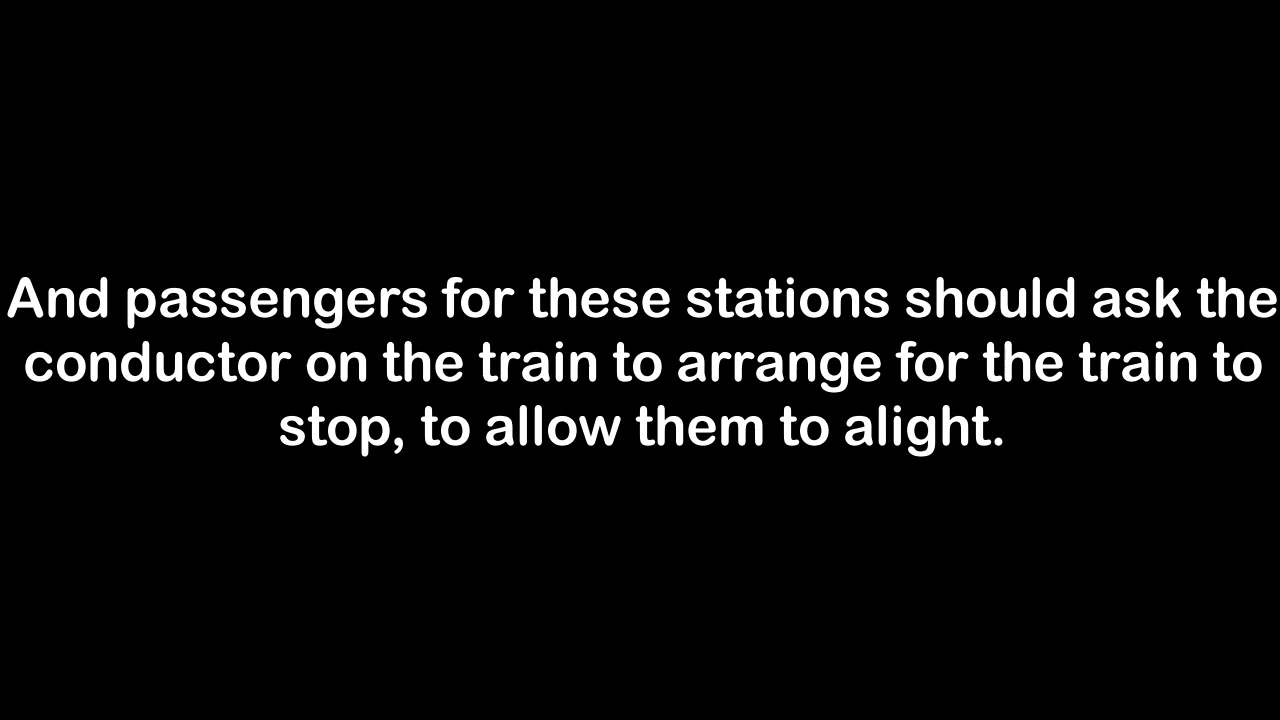 And passengers for these stations should ask the
conductor on the train to arrange for the train to
stop, to allow them to alight.